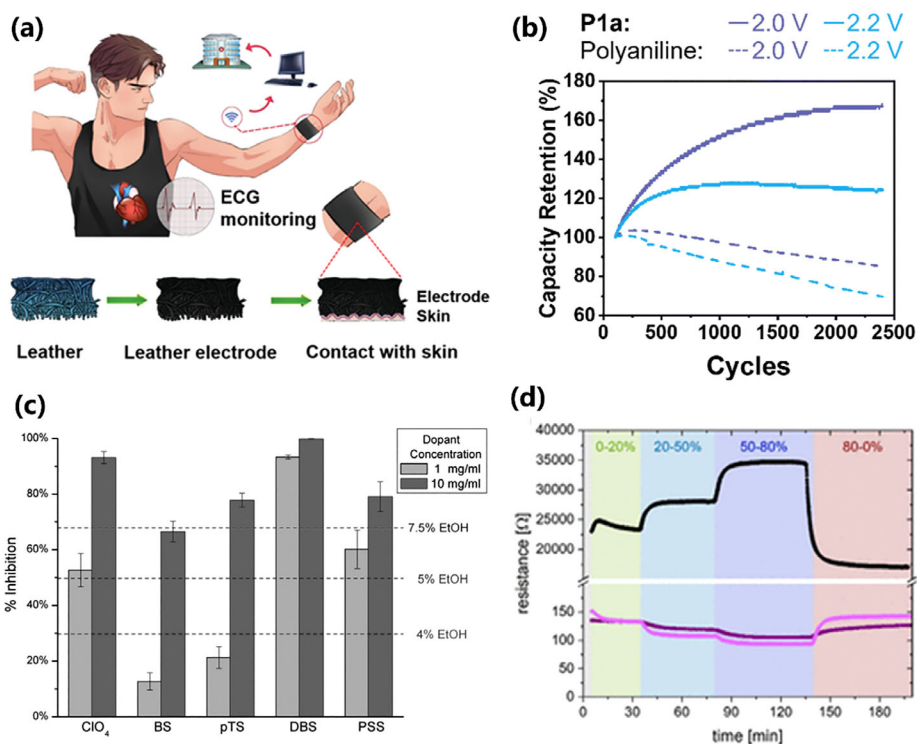 (a)
ECG
monitoring
Electrode
Skin
Leather
Leather electrode
Contact with skin
(b)
P1a: 2.0 V 2.2 V
Polyaniline: 2.0 V 2.2 V
Capacity Retention (%)
180
160
140
120
100
80
60
0 500 1000 1500 2000 2500
Cycles
(c)
% Inhibition
100%
80%
60%
40%
20%
0%
Dopant
Concentration
1 mg/ml
10 mg/ml
7.5% EtOH
5% EtOH
4% EtOH
ClO₄ BS pTS DBS PSS
(d)
resistance [Ω]
40000
35000
30000
25000
20000
150
100
50
0
0-20% 20-50% 50-80% 80-0%
0 30 60 90 120 150 180
time [min]